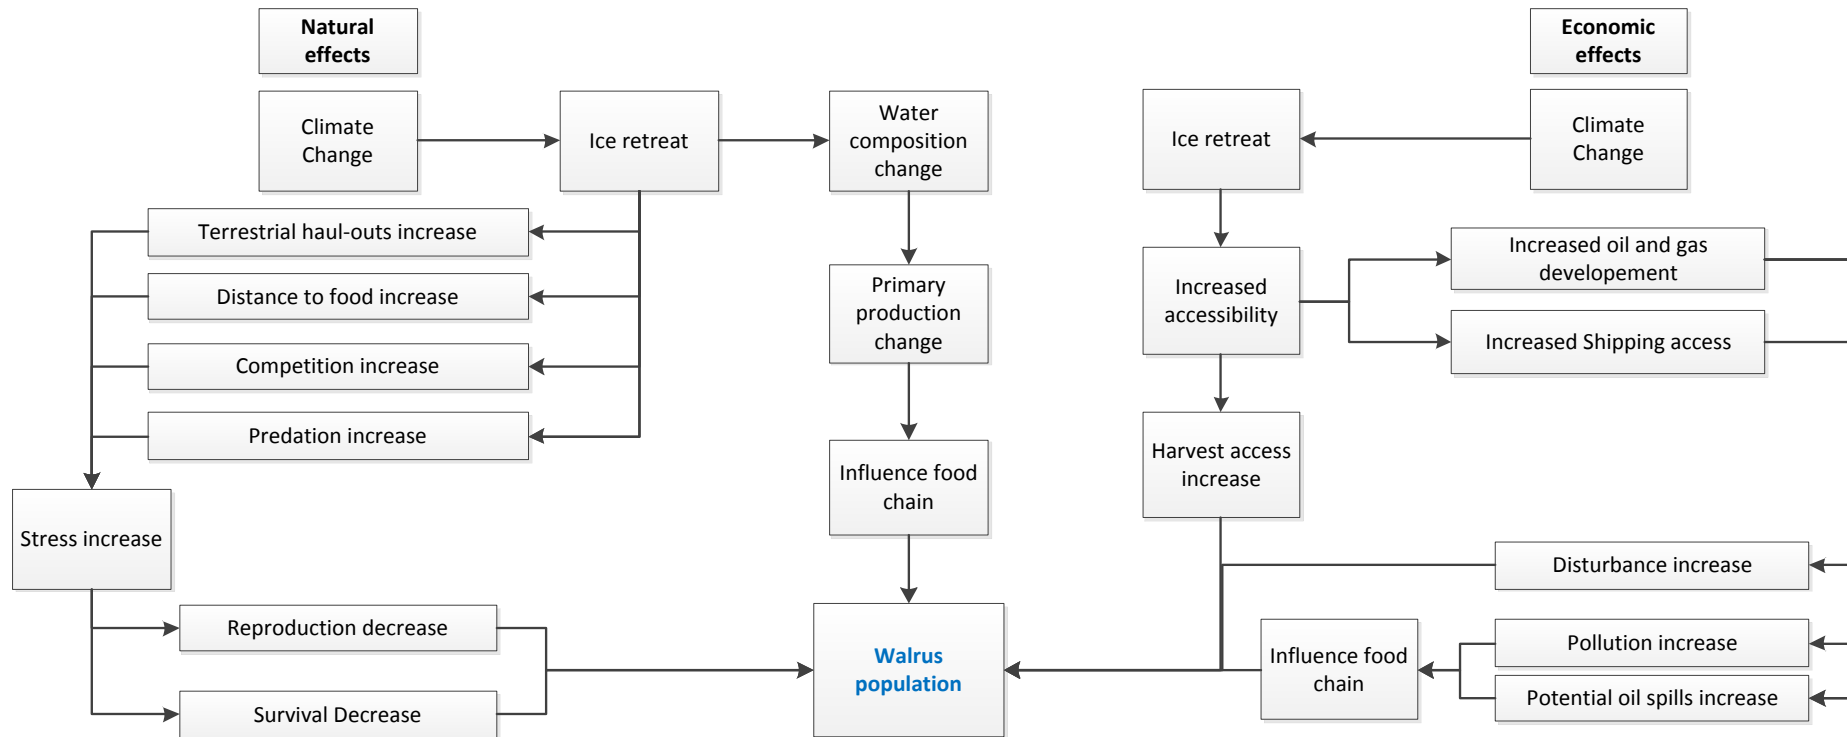 Natural
effects
Economic
effects
Climate
Change
Ice retreat
Water
composition
change
Ice retreat
Climate
Change
Terrestrial haul-outs increase
Distance to food increase
Competition increase
Predation increase
Primary
production
change
Increased
accessibility
Increased oil and gas
developement
Increased Shipping access
Stress increase
Influence food
chain
Harvest access
increase
Reproduction decrease
Survival Decrease
Walrus
population
Influence food
chain
Disturbance increase
Pollution increase
Potential oil spills increase